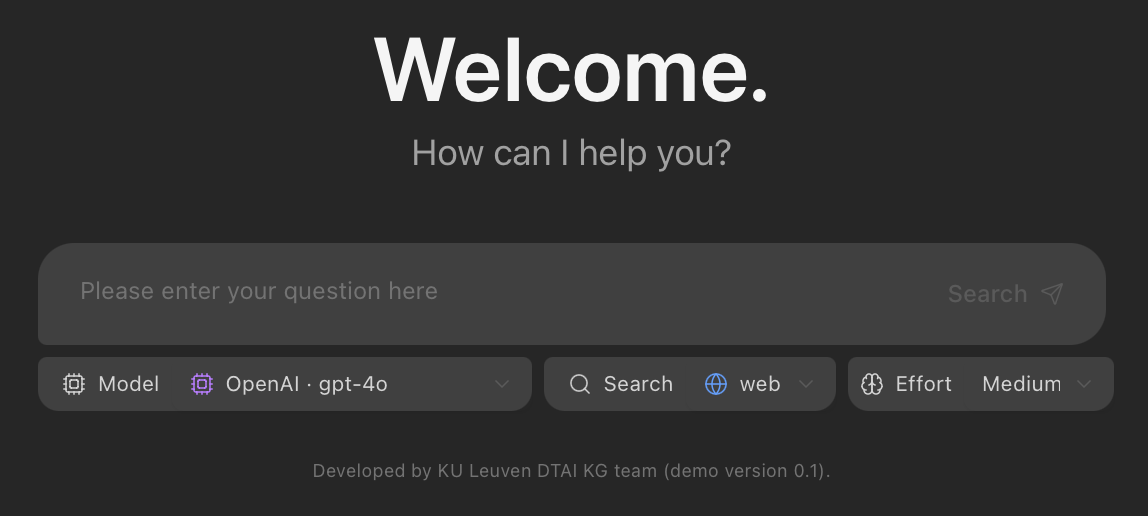 Welcome.
How can I help you?
Please enter your question here
Search
Model OpenAI · gpt-4o Search web Effort Medium
Developed by KU Leuven DTAI KG team (demo version 0.1).